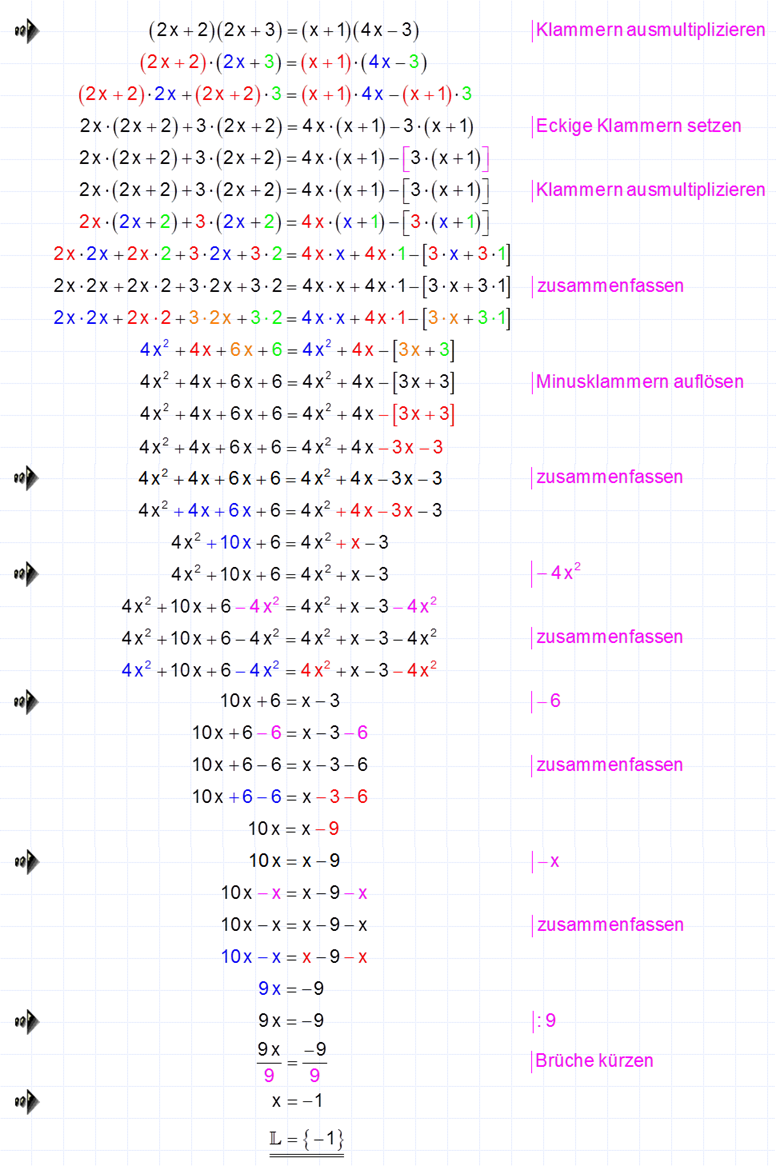 (2x+2)(2x+3)=(x+1)(4x−3) |Klammern ausmultiplizieren
(2x+2)·(2x+3)=(x+1)·(4x−3)
(2x+2)·2x+(2x+2)·3=(x+1)·4x−(x+1)·3
2x·(2x+2)+3·(2x+2)=4x·(x+1)−3·(x+1) |Eckige Klammern setzen
2x·(2x+2)+3·(2x+2)=4x·(x+1)−[3·(x+1)]
2x·(2x+2)+3·(2x+2)=4x·(x+1)−[3·(x+1)] |Klammern ausmultiplizieren
2x·(2x+2)+3·(2x+2)=4x·(x+1)−[3·(x+1)]
2x·2x+2x·2+3·2x+3·2=4x·x+4x·1−[3·x+3·1]
2x·2x+2x·2+3·2x+3·2=4x·x+4x·1−[3·x+3·1] |zusammenfassen
2x·2x+2x·2+3·2x+3·2=4x·x+4x·1−[3·x+3·1]
4x²+4x+6x+6=4x²+4x−[3x+3]
4x²+4x+6x+6=4x²+4x−[3x+3] |Minusklammern auflösen
4x²+4x+6x+6=4x²+4x−[3x+3]
4x²+4x+6x+6=4x²+4x−3x−3
4x²+4x+6x+6=4x²+4x−3x−3 |zusammenfassen
4x²+4x+6x+6=4x²+4x−3x−3
4x²+10x+6=4x²+x−3
4x²+10x+6=4x²+x−3 |−4x²
4x²+10x+6−4x²=4x²+x−3−4x²
4x²+10x+6−4x²=4x²+x−3−4x² |zusammenfassen
4x²+10x+6−4x²=4x²+x−3−4x²
10x+6=x−3 |−6
10x+6−6=x−3−6
10x+6−6=x−3−6 |zusammenfassen
10x+6−6=x−3−6
10x=x−9
10x=x−9 |−x
10x−x=x−9−x
10x−x=x−9−x |zusammenfassen
10x−x=x−9−x
9x=−9
9x=−9 |:9
9x/9=−9/9 |Brüche kürzen
x=−1
𝕃={−1}